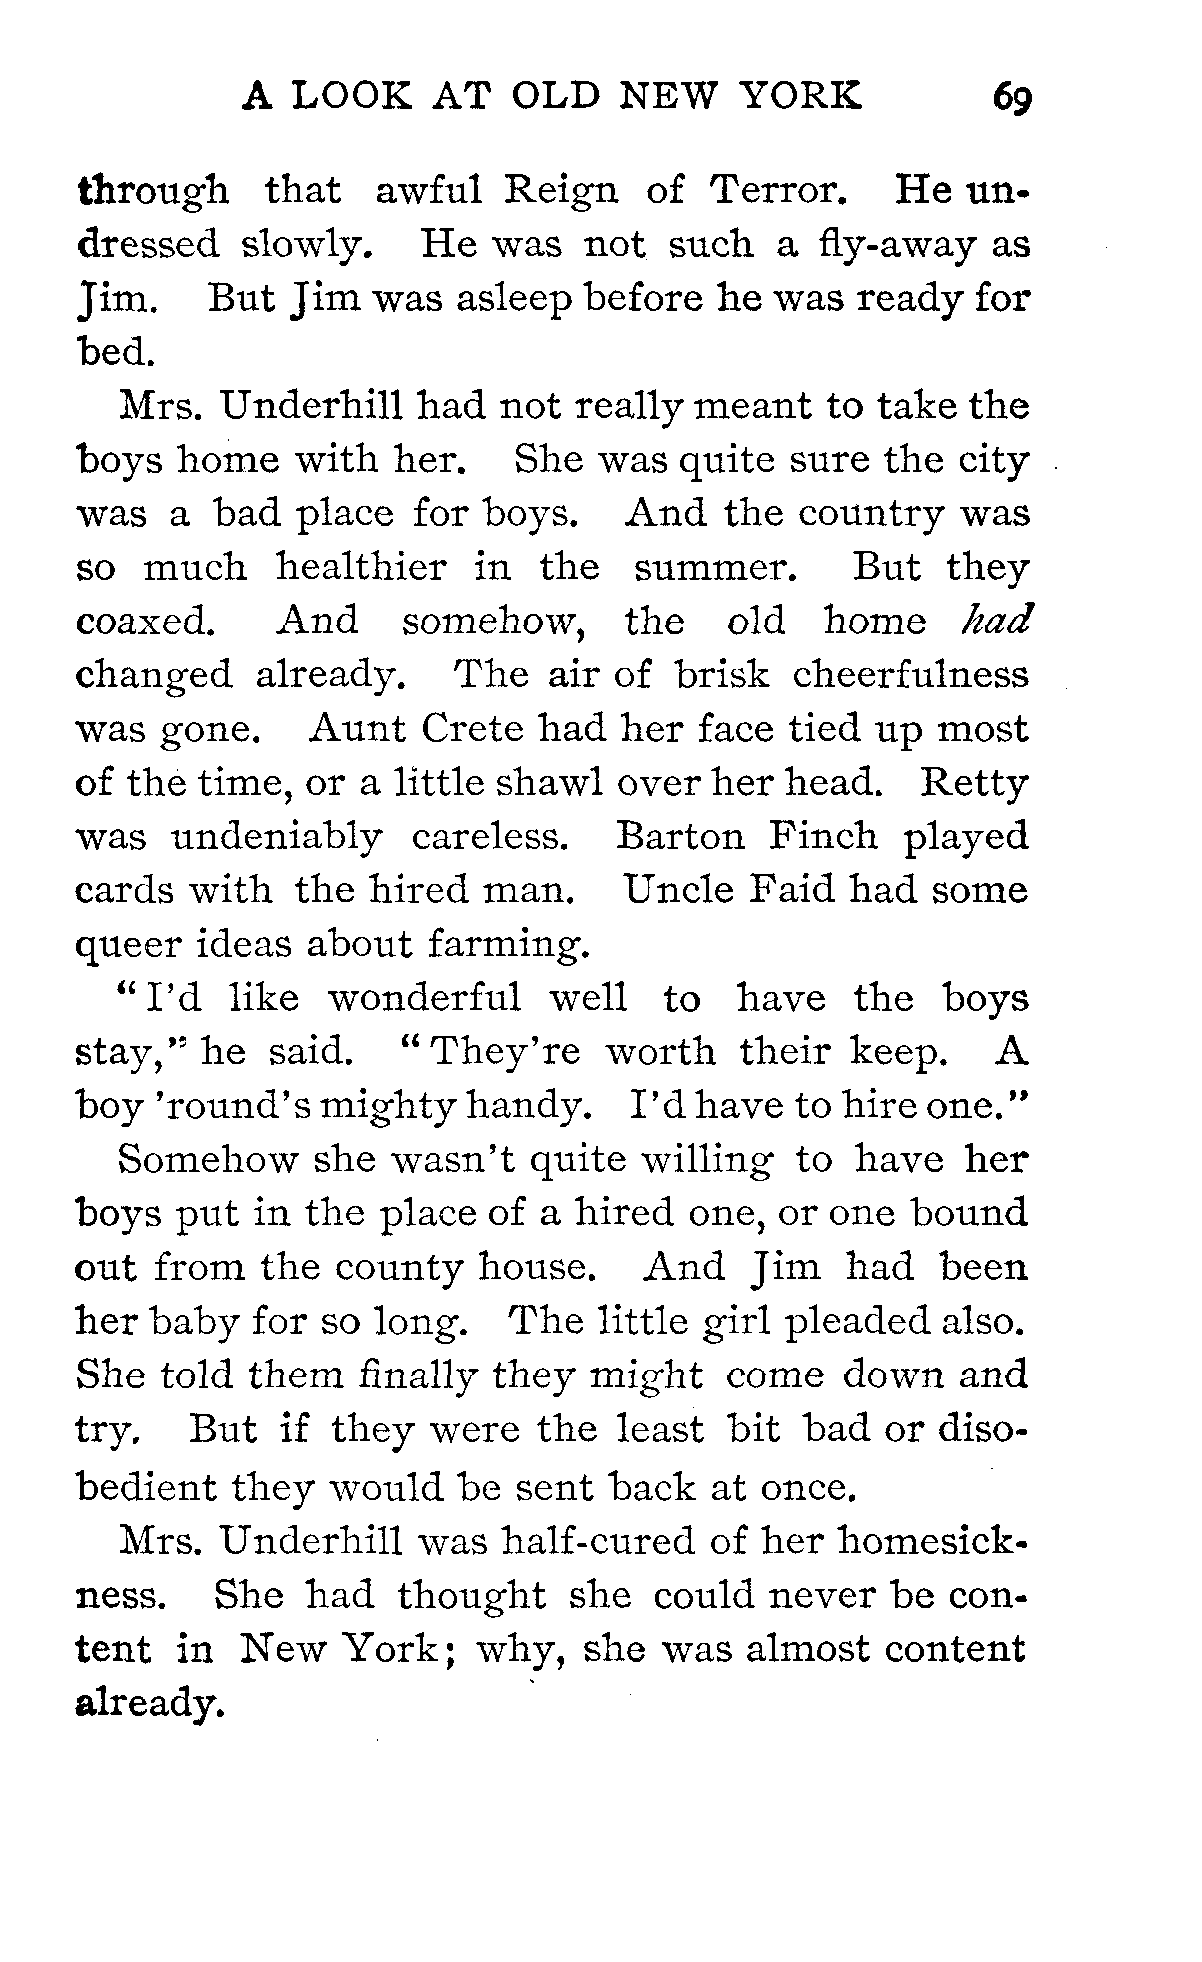 A LOOK AT OLD NEW YORK 69
through that awful Reign of Terror. He un-
dressed slowly. He was not such a fly-away as
Jim. But Jim was asleep before he was ready for
bed.
Mrs. Underhill had not really meant to take the
boys home with her. She was quite sure the city
was a bad place for boys. And the country was
so much healthier in the summer. But they
coaxed. And somehow, the old home had
changed already. The air of brisk cheerfulness
was gone. Aunt Crete had her face tied up most
of the time, or a little shawl over her head. Retty
was undeniably careless. Barton Finch played
cards with the hired man. Uncle Faid had some
queer ideas about farming.
“I’d like wonderful well to have the boys
stay,” he said. “They’re worth their keep. A
boy ’round’s mighty handy. I’d have to hire one.”
Somehow she wasn’t quite willing to have her
boys put in the place of a hired one, or one bound
out from the county house. And Jim had been
her baby for so long. The little girl pleaded also.
She told them finally they might come down and
try. But if they were the least bit bad or diso-
bedient they would be sent back at once.
Mrs. Underhill was half-cured of her homesick-
ness. She had thought she could never be con-
tent in New York; why, she was almost content
already.